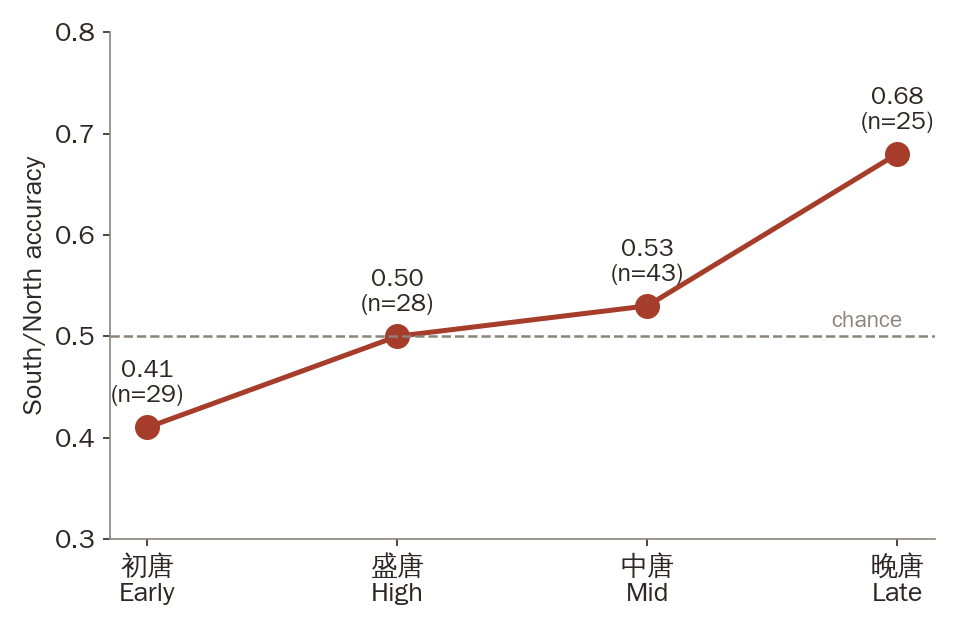 0.8
0.7
0.6
0.5
0.4
0.3
South/North accuracy
0.41
(n=29)
0.50
(n=28)
0.53
(n=43)
0.68
(n=25)
chance
初唐
Early
盛唐
High
中唐
Mid
晚唐
Late